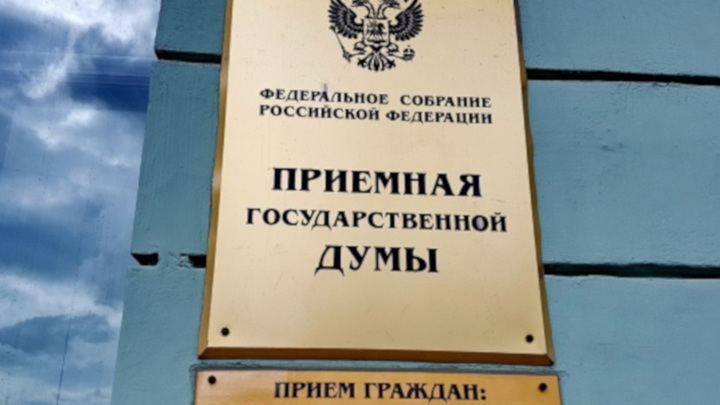 ФЕДЕРАЛЬНОЕ СОБРАНИЕ
РОССИЙСКОЙ ФЕДЕРАЦИИ
ПРИЕМНАЯ
ГОСУДАРСТВЕННОЙ
ДУМЫ
ПРИЕМ ГРАЖДАН: